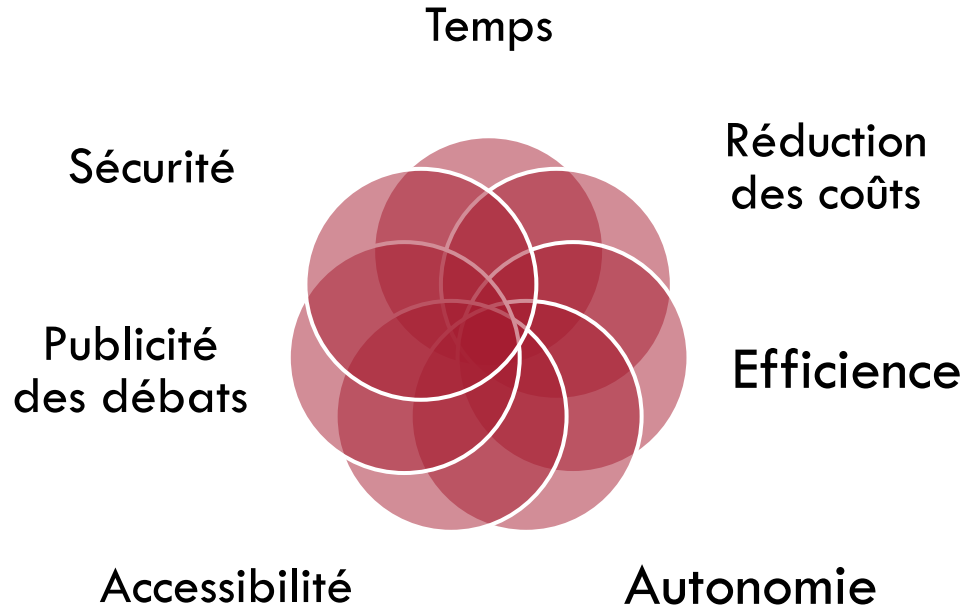 Temps
Réduction
des coûts
Efficience
Autonomie
Accessibilité
Publicité
des débats
Sécurité